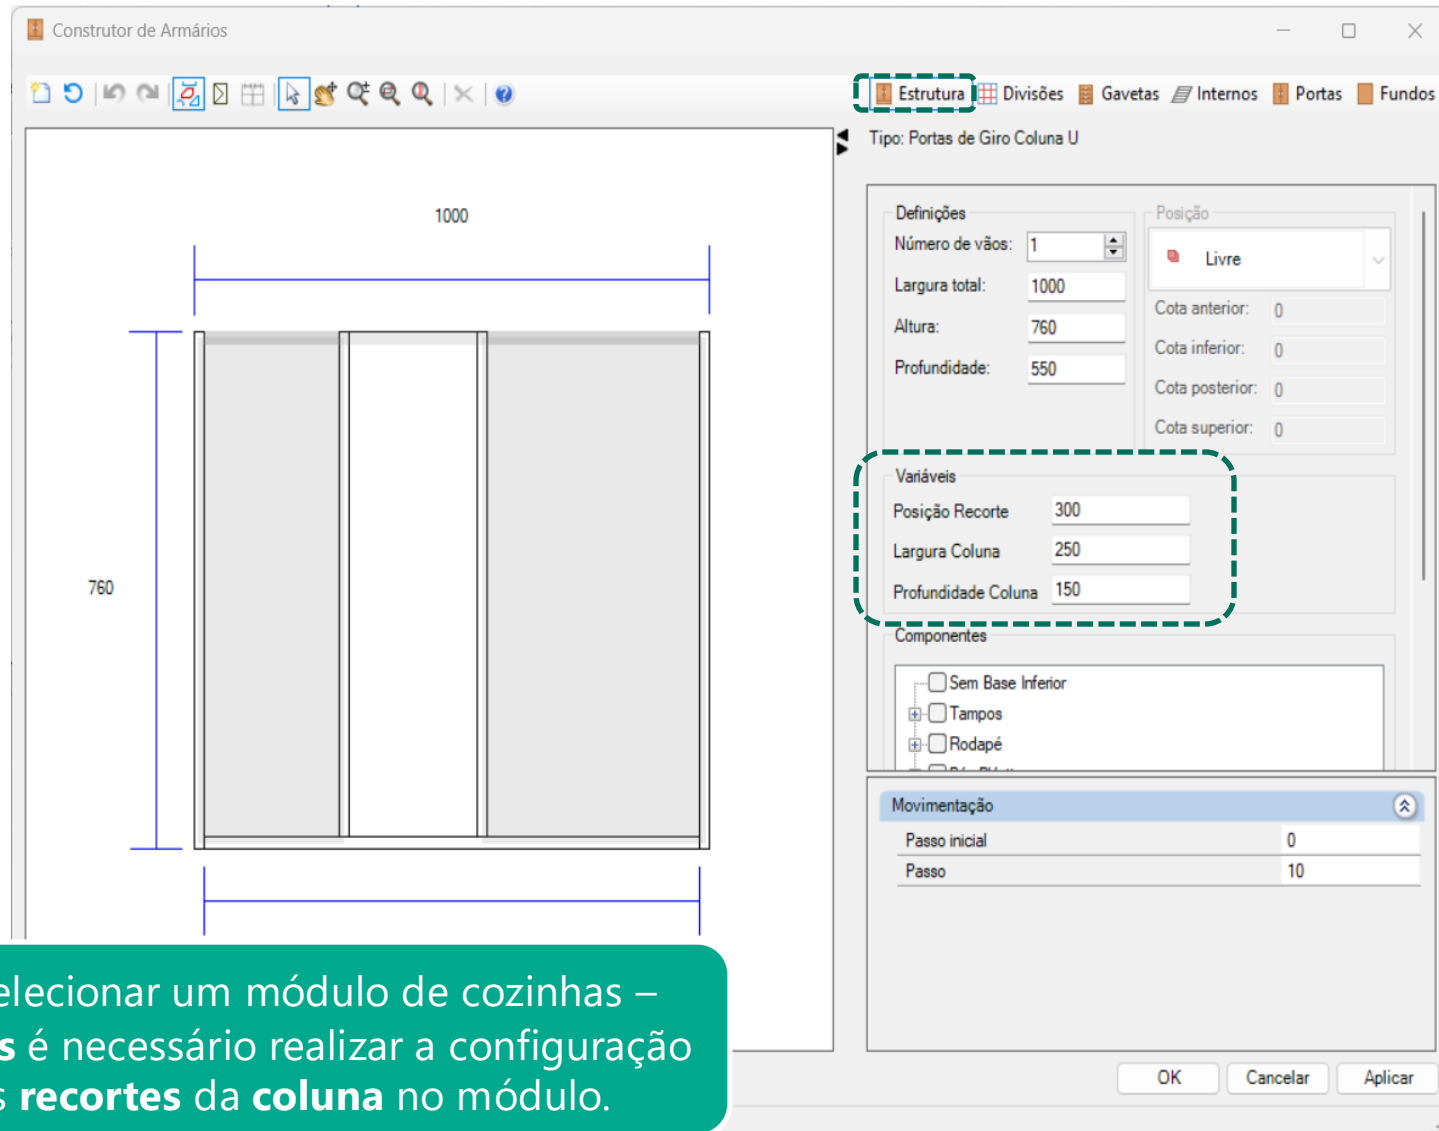 Construtor de Armários
Estrutura Divisões Gavetas Internos Portas Fundos
Tipo: Portas de Giro Coluna U
1000
760
Definições
Número de vãos: 1
Largura total: 1000
Altura: 760
Profundidade: 550
Posição
Livre
Cota anterior: 0
Cota inferior: 0
Cota posterior: 0
Cota superior: 0
Variáveis
Posição Recorte 300
Largura Coluna 250
Profundidade Coluna 150
Componentes
Sem Base Inferior
Tampos
Rodapé
Movimentação
Passo inicial 0
Passo 10
elecionar um módulo de cozinhas –
s é necessário realizar a configuração
s recortes da coluna no módulo.
OK Cancelar Aplicar